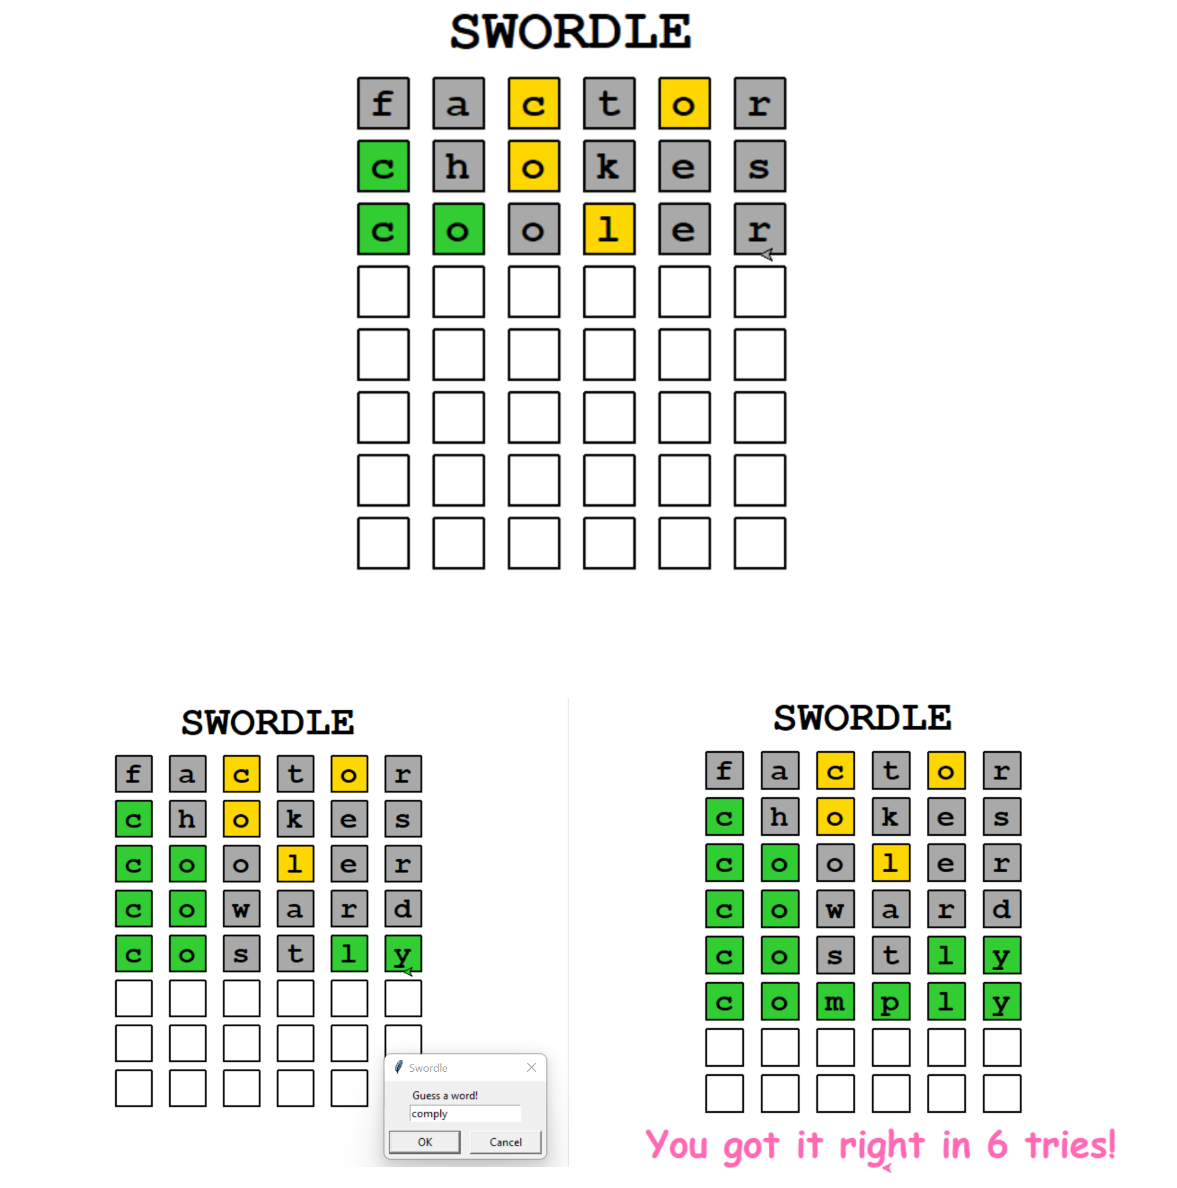 SWORDLE
f a c t o r
c h o k e s
c o o l e r
SWORDLE
f a c t o r
c h o k e s
c o o l e r
c o w a r d
c o s t l y
Swordle
Guess a word!
comply
OK Cancel
SWORDLE
f a c t o r
c h o k e s
c o o l e r
c o w a r d
c o s t l y
c o m p l y
You got it right in 6 tries!